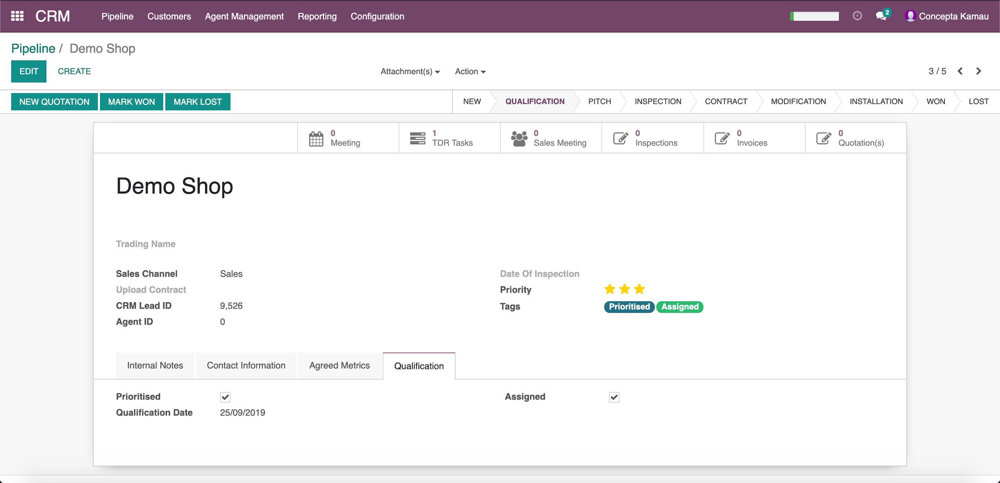 CRM Pipeline Customers Agent Management Reporting Configuration 2 Concepta Kamau
Pipeline / Demo Shop
EDIT CREATE Attachment(s) Action 3 / 5
NEW QUOTATION MARK WON MARK LOST NEW QUALIFICATION PITCH INSPECTION CONTRACT MODIFICATION INSTALLATION WON LOST
0 1 0 0 0 0
Meeting TDR Tasks Sales Meeting Inspections Invoices Quotation(s)
Demo Shop
Trading Name
Sales Channel Sales Date Of Inspection
Upload Contract Priority
CRM Lead ID 9,526 Tags Prioritised Assigned
Agent ID 0
Internal Notes Contact Information Agreed Metrics Qualification
Prioritised Assigned
Qualification Date 25/09/2019